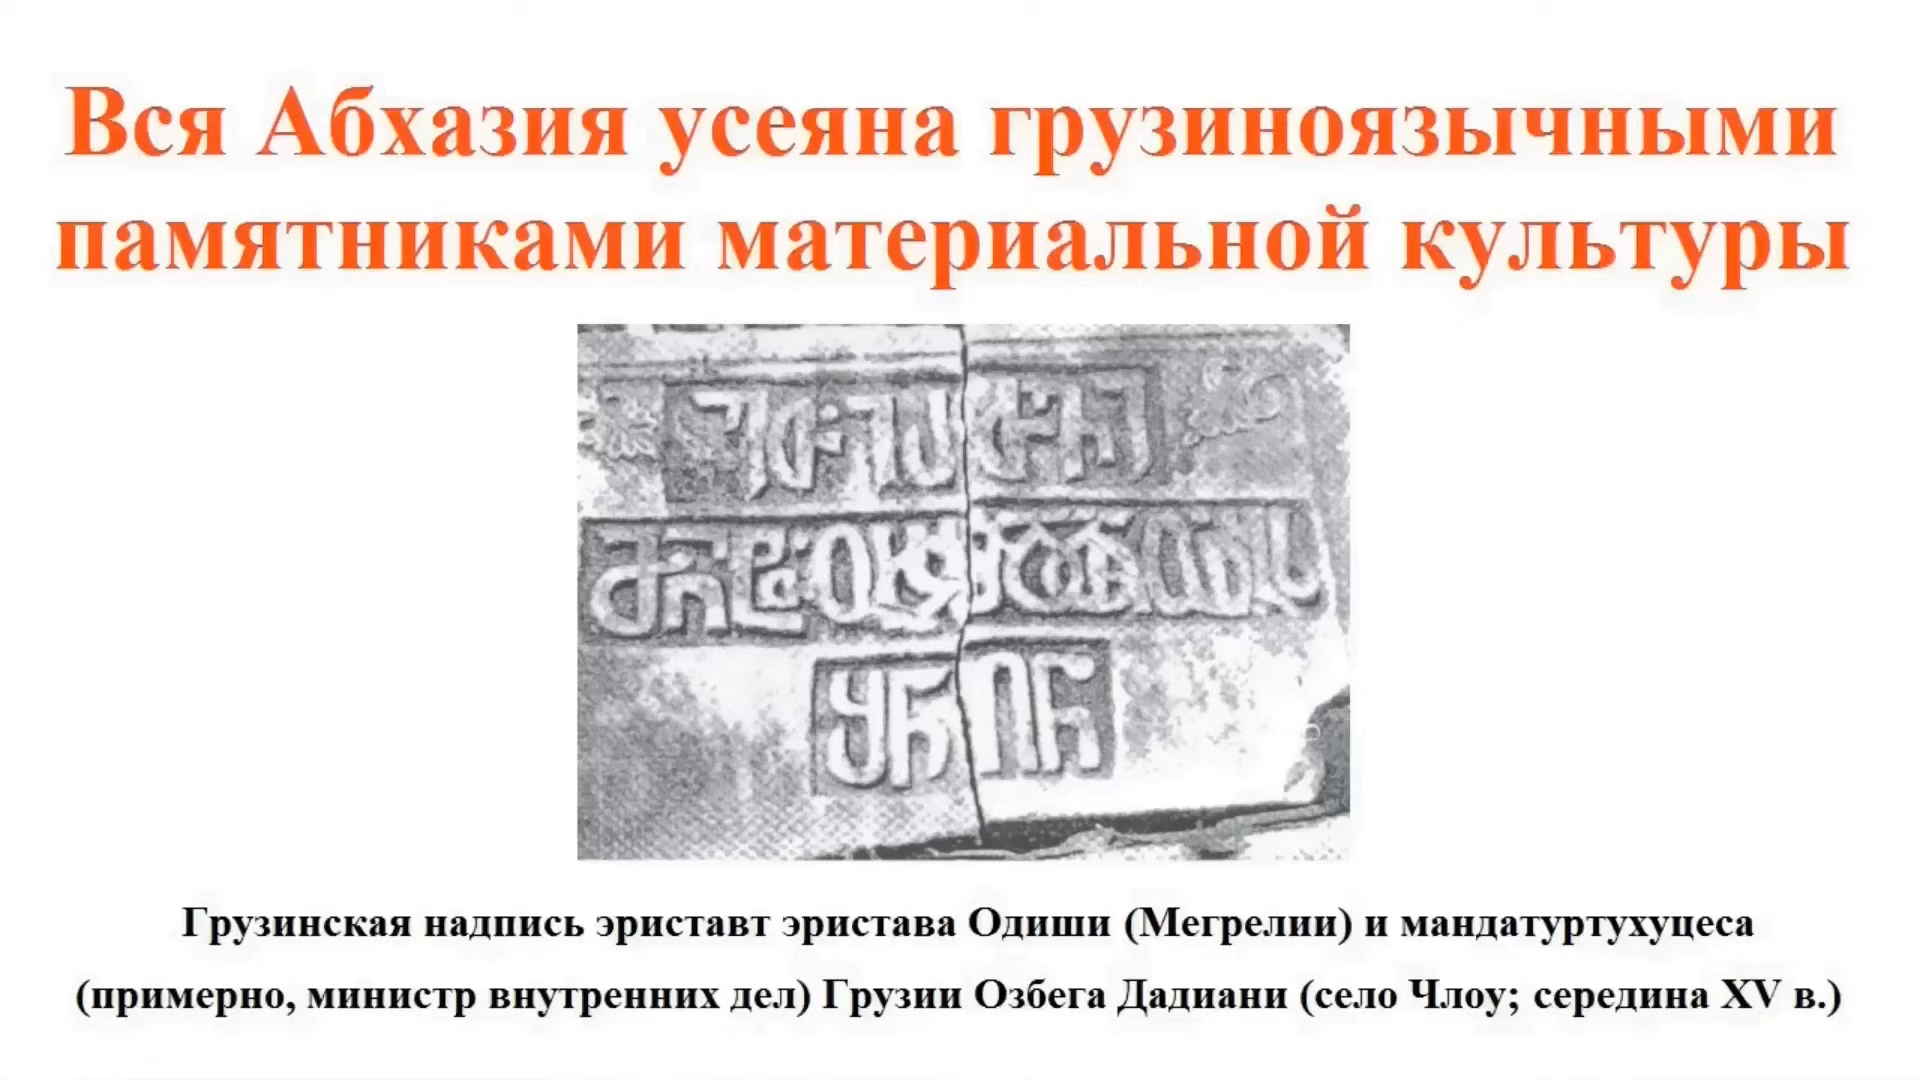 Вся Абхазия усеяна грузиноязычными
памятниками материальной культуры
Грузинская надпись эриставт эристава Одиши (Мегрелии) и мандатуртухуцеса
(примерно, министр внутренних дел) Грузии Озбега Дадиани (село Члоу; середина XV в.)